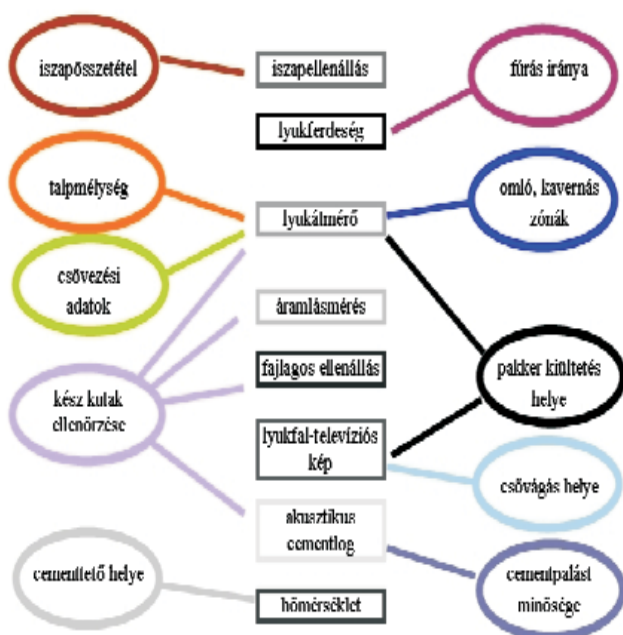 iszapösszetétel
iszapellenállás
fúrás iránya
lyukferdeség
talpmélység
omló, kavernás
zónák
lyukátmérő
csövezési
adatok
áramlásmérés
fajlagos ellenállás
pakker kiültetés
helye
kész kutak
ellenőrzése
lyukfal-televíziós
kép
csővágás helye
akusztikus
cementlog
cementtető helye
cementpalást
minősége
hőmérséklet